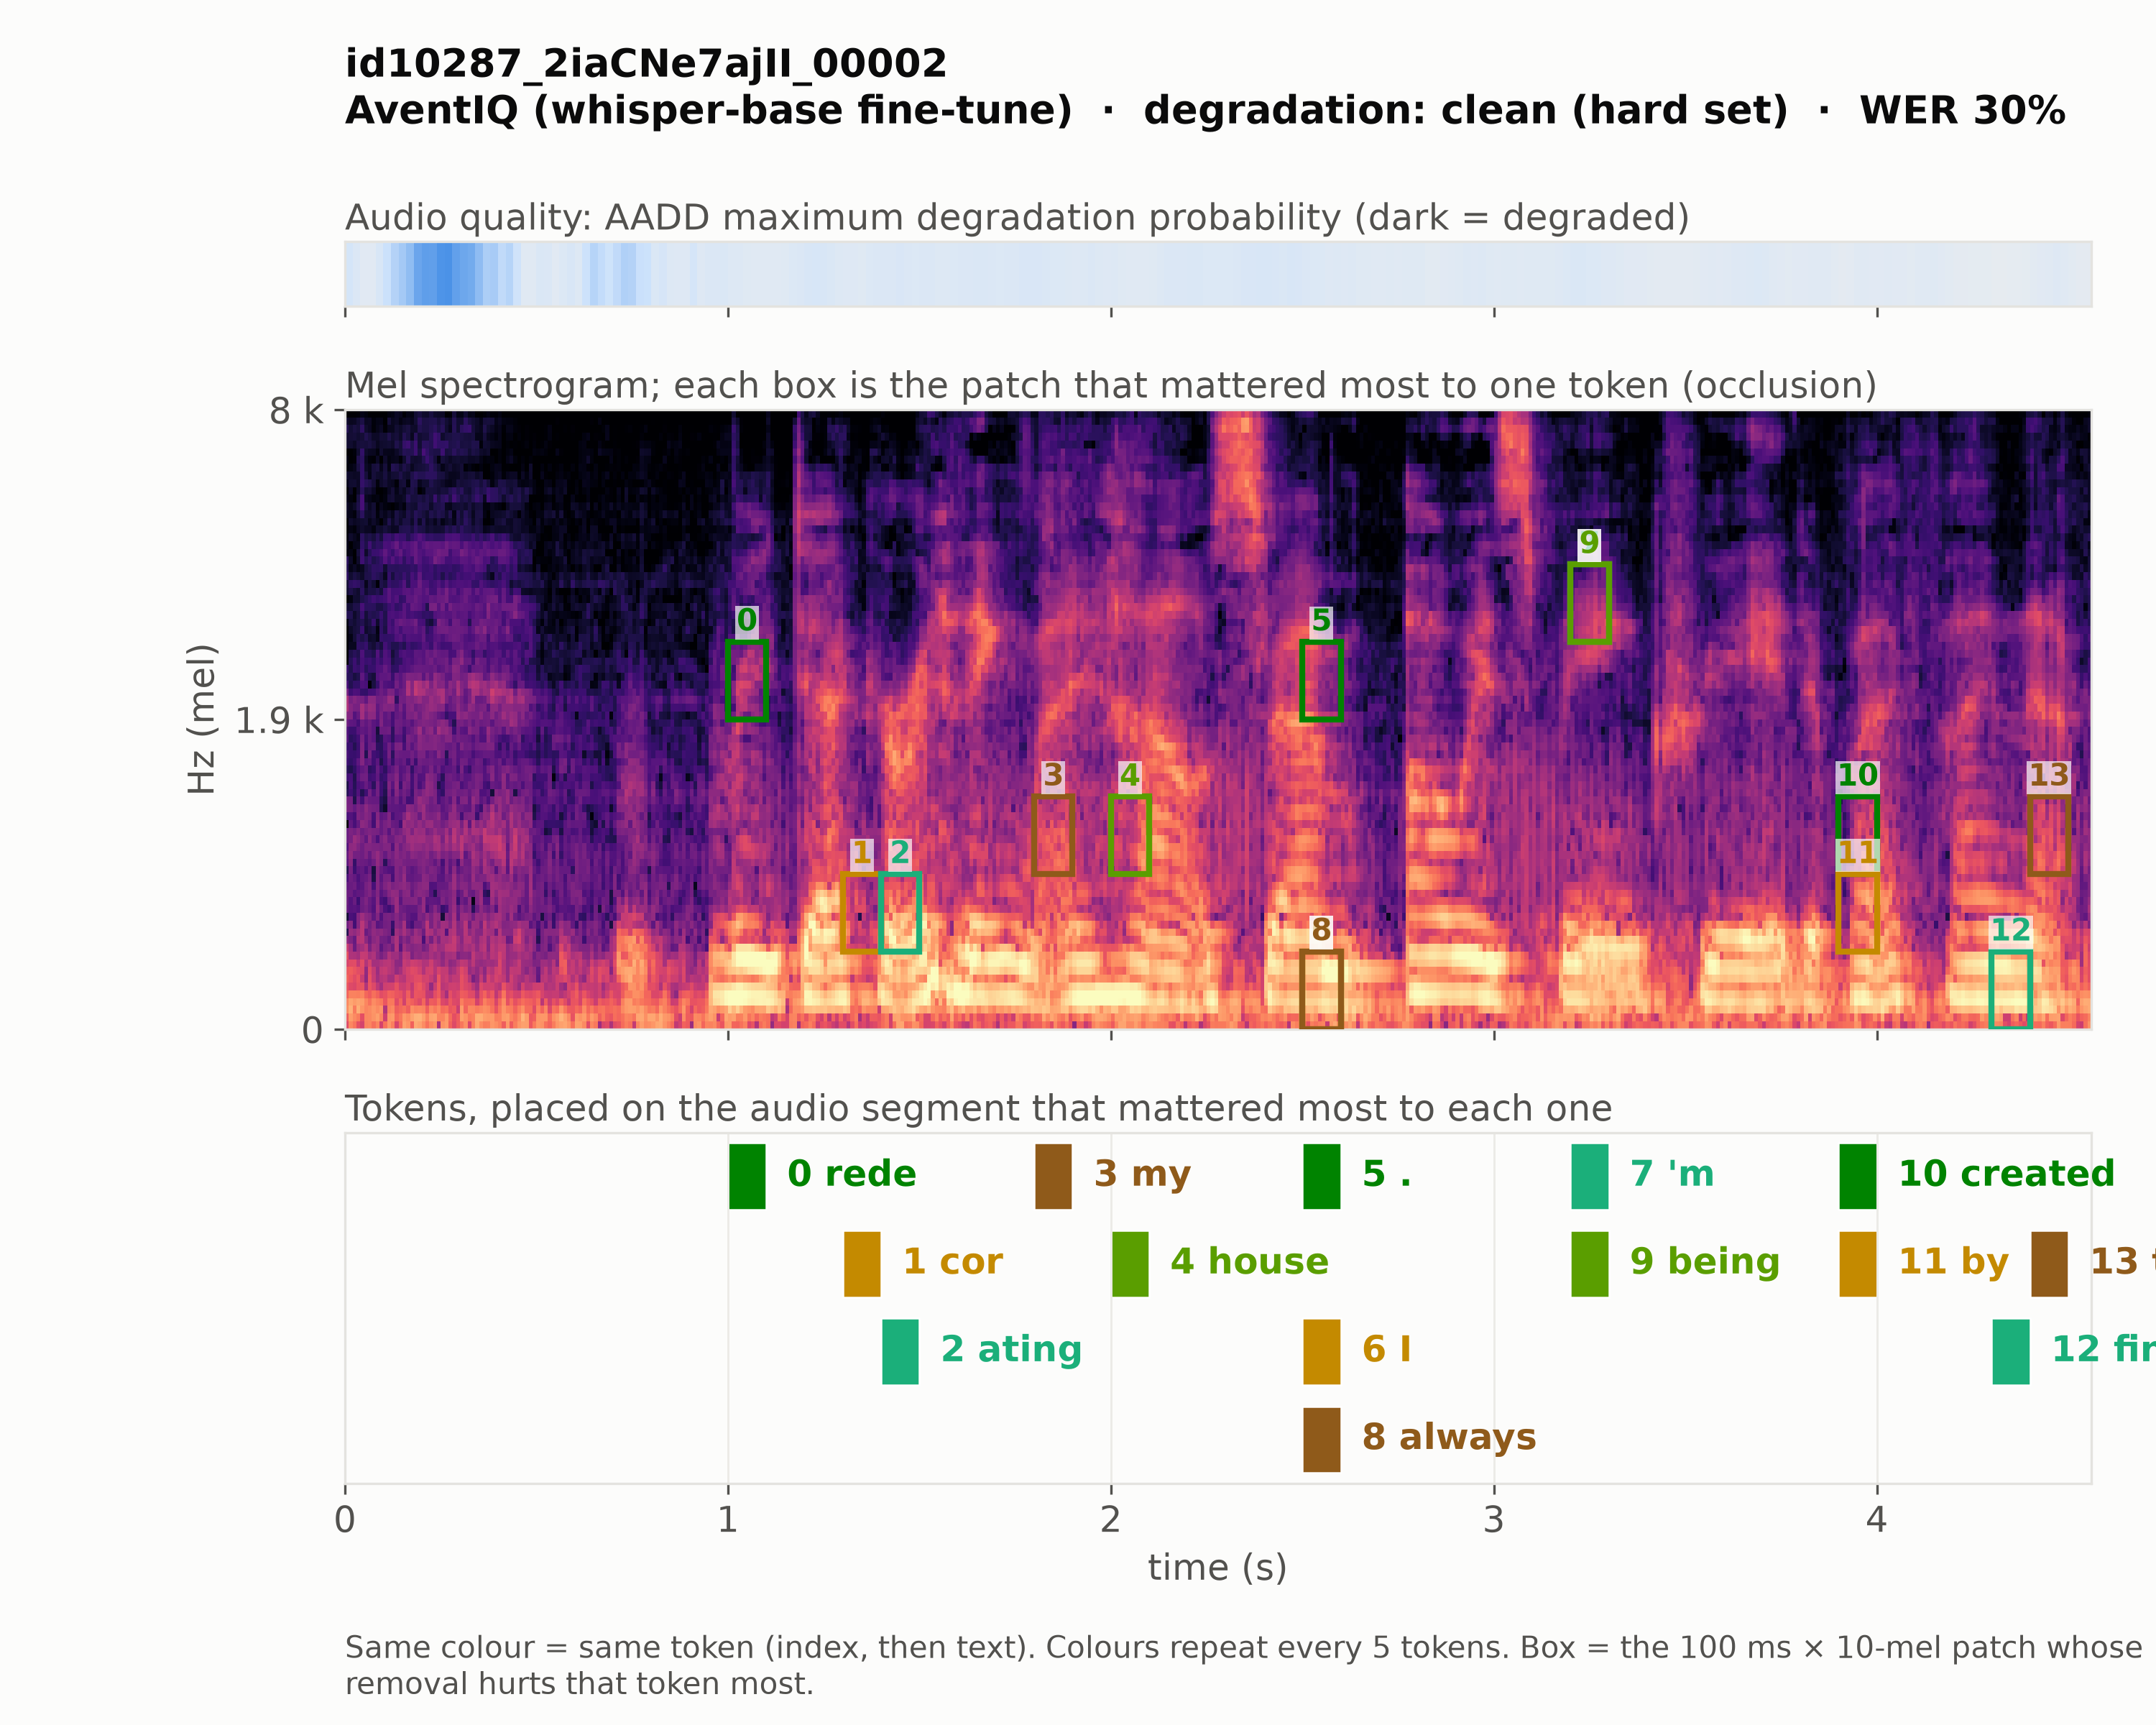 id10287_2iaCNe7ajII_00002
AventIQ (whisper-base fine-tune) · degradation: clean (hard set) · WER 30%
Audio quality: AADD maximum degradation probability (dark = degraded)
Mel spectrogram; each box is the patch that mattered most to one token (occlusion)
8 k
1.9 k
0
Hz (mel)
9
0
5
3
4
10
13
1
2
11
8
12
Tokens, placed on the audio segment that mattered most to each one
0 rede
3 my
5 .
7 'm
10 created
1 cor
4 house
9 being
11 by
13
2 ating
6 I
12
8 always
0
1
2
3
4
time (s)
Same colour = same token (index, then text). Colours repeat every 5 tokens. Box = the 100 ms × 10-mel patch whose
removal hurts that token most.